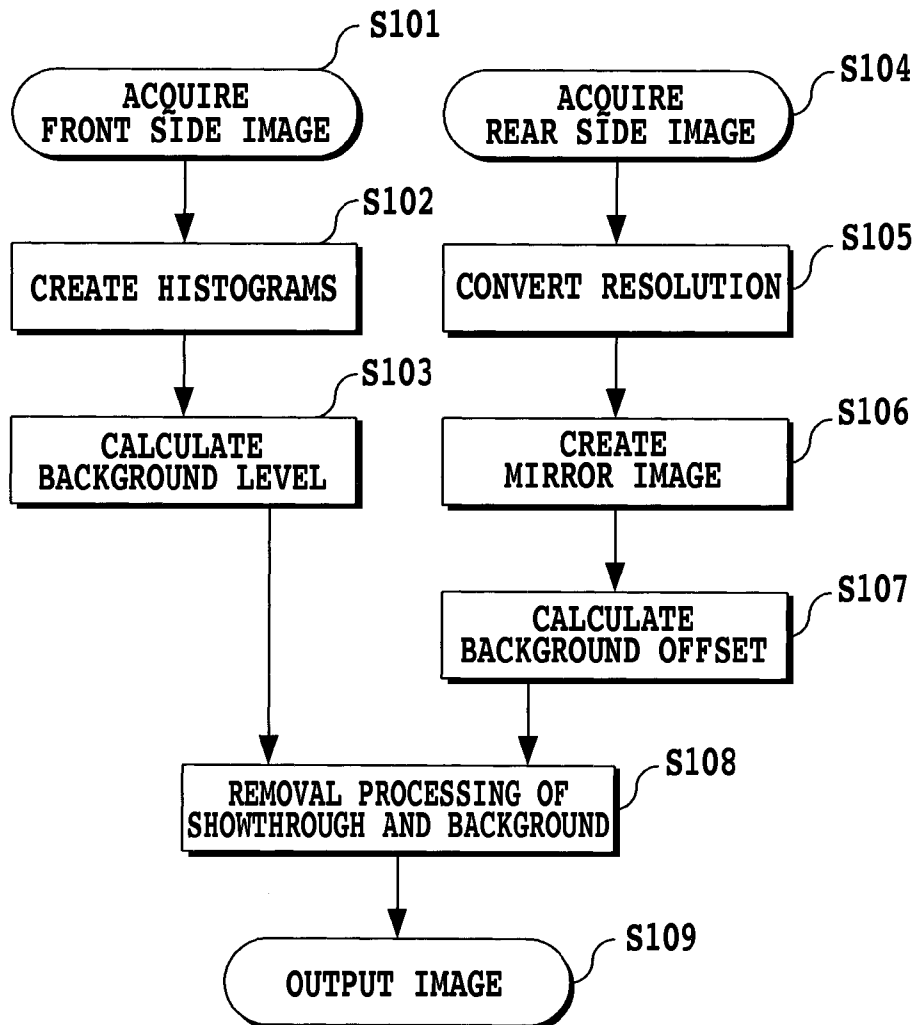 S101
ACQUIRE
FRONT SIDE IMAGE
S104
ACQUIRE
REAR SIDE IMAGE
S102
CREATE HISTOGRAMS
S105
CONVERT RESOLUTION
S103
CALCULATE
BACKGROUND LEVEL
S106
CREATE
MIRROR IMAGE
S107
CALCULATE
BACKGROUND OFFSET
S108
REMOVAL PROCESSING OF
SHOWTHROUGH AND BACKGROUND
S109
OUTPUT IMAGE